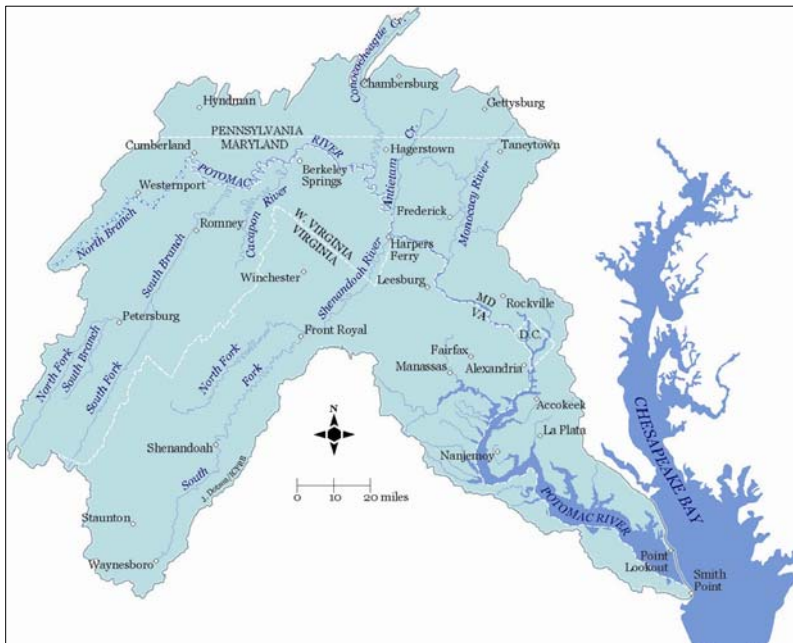 Conococheague Cr.
Chambersburg
Hyndman
Gettysburg
PENNSYLVANIA
MARYLAND
Cumberland
Hagerstown
Antietam Cr.
Taneytown
POTOMAC RIVER
Berkeley
Springs
Westernport
North Branch
Romney
South Branch
Cacapon River
W. VIRGINIA
VIRGINIA
Frederick
Monocacy River
Harpers
Ferry
Shenandoah River
Winchester
Leesburg
MD
VA
Rockville
D.C.
Petersburg
North Fork
South Branch
South Fork
Front Royal
North Fork
South Fork
Fairfax
Manassas
Alexandria
Accokeek
La Plata
Nanjemoy
Shenandoah
J. Dotson/ICPRB
N
0 10 20 miles
Staunton
Waynesboro
POTOMAC RIVER
CHESAPEAKE BAY
Point
Lookout
Smith
Point